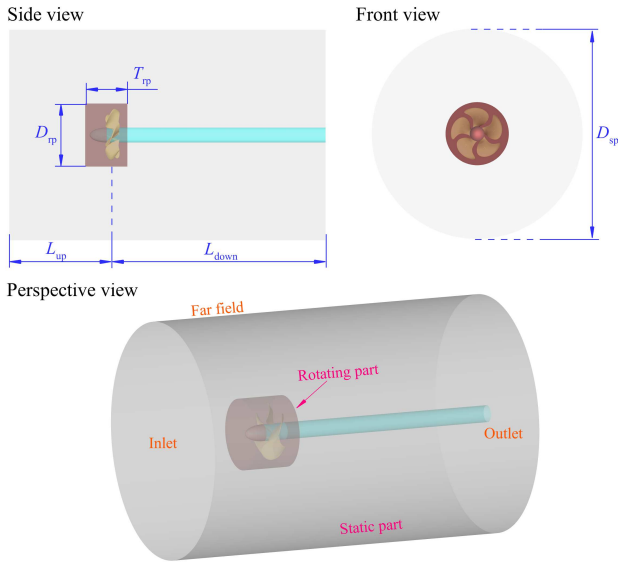 Side view
Front view
T_rp
D_rp
D_sp
L_up
L_down
Perspective view
Far field
Rotating part
Inlet
Outlet
Static part